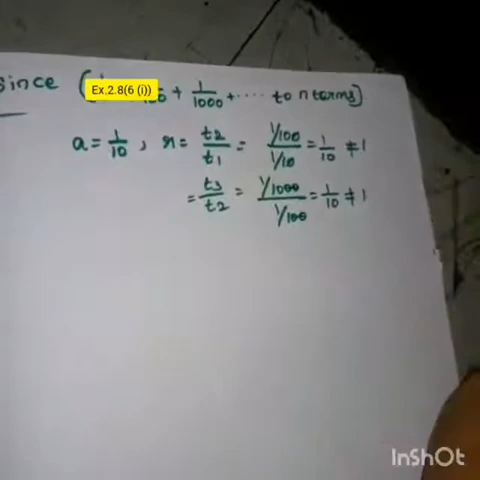 since [ + 1/1000 + .... to n terms]
Ex.2.8(6 (i))
a = 1/10 , r = t2/t1 = (1/100)/(1/10) = 1/10 ≠ 1
= t3/t2 = (1/1000)/(1/100) = 1/10 ≠ 1
InShOt